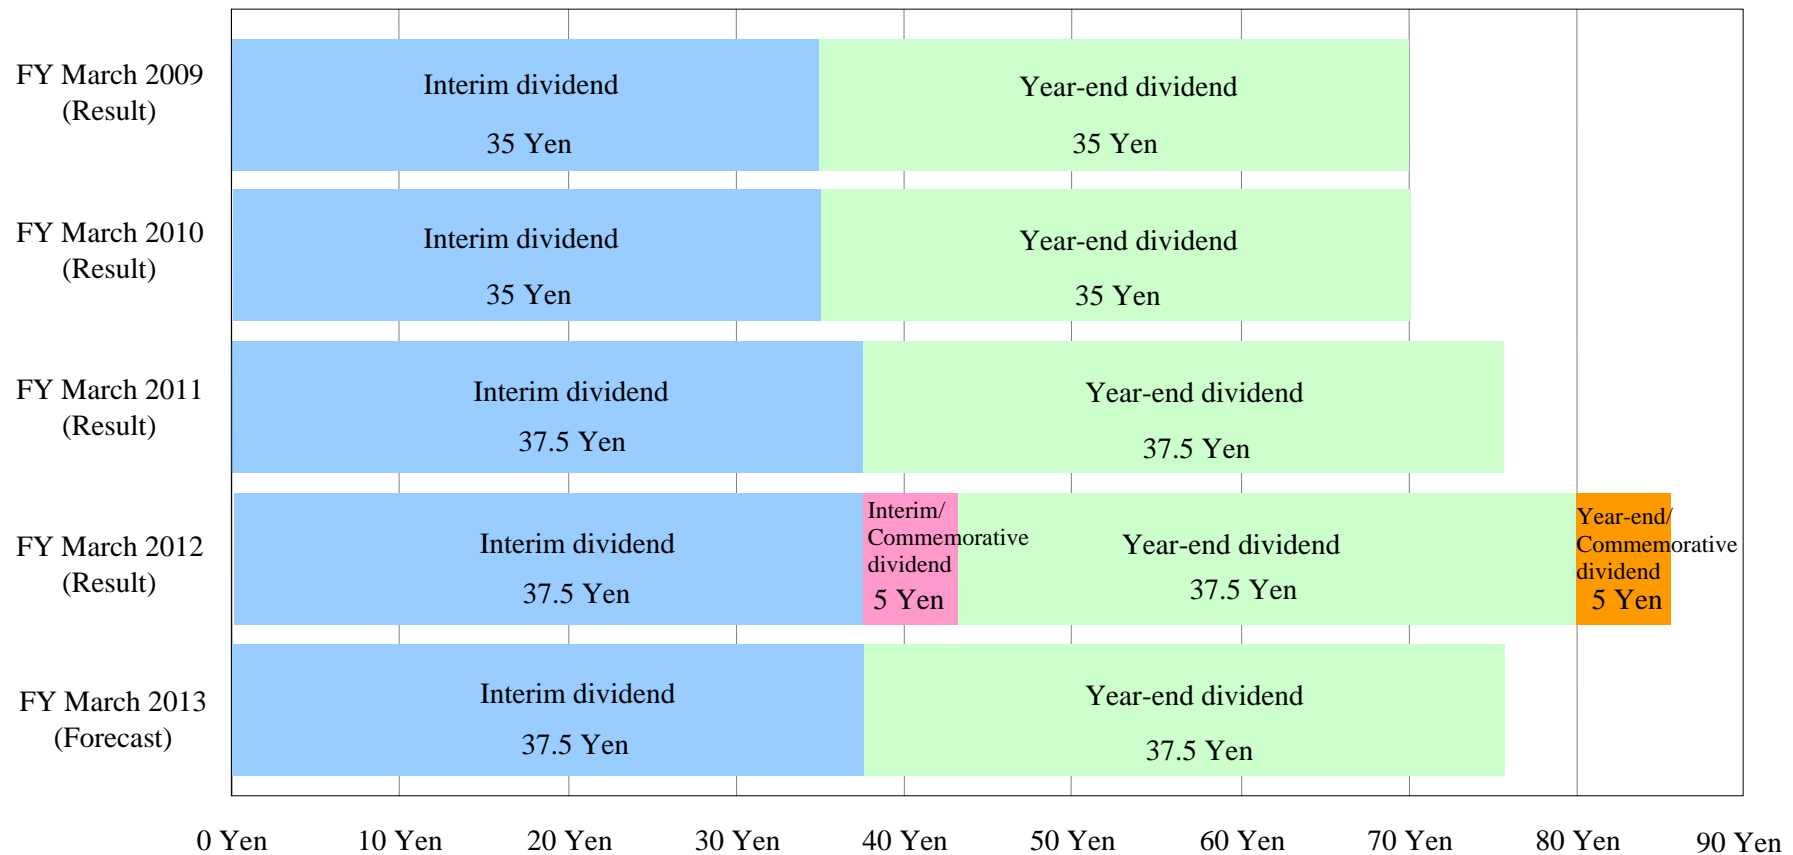 FY March 2009
(Result)
Interim dividend
35 Yen
Year-end dividend
35 Yen
FY March 2010
(Result)
Interim dividend
35 Yen
Year-end dividend
35 Yen
FY March 2011
(Result)
Interim dividend
37.5 Yen
Year-end dividend
37.5 Yen
FY March 2012
(Result)
Interim dividend
37.5 Yen
Interim/
Commemorative
dividend
5 Yen
Year-end dividend
37.5 Yen
Year-end/
Commemorative
dividend
5 Yen
FY March 2013
(Forecast)
Interim dividend
37.5 Yen
Year-end dividend
37.5 Yen
0 Yen 10 Yen 20 Yen 30 Yen 40 Yen 50 Yen 60 Yen 70 Yen 80 Yen 90 Yen